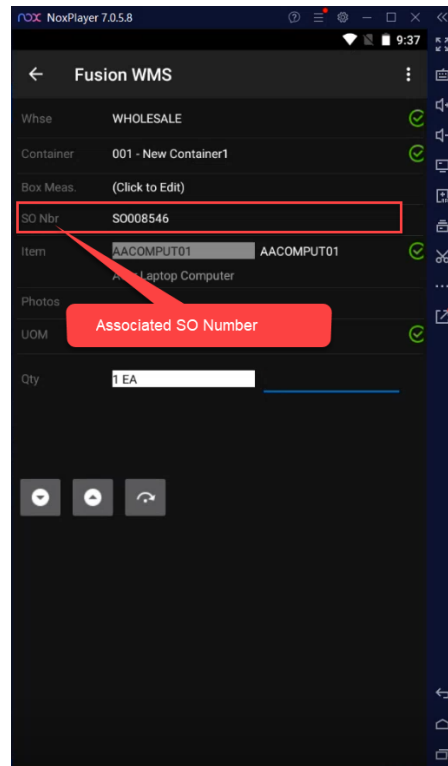 nox NoxPlayer 7.0.5.8
9:37
Fusion WMS
Whse WHOLESALE
Container 001 - New Container1
Box Meas. (Click to Edit)
SO Nbr SO008546
Item AACOMPUT01 AACOMPUT01
Laptop Computer
Photos
Associated SO Number
UOM
Qty 1 EA